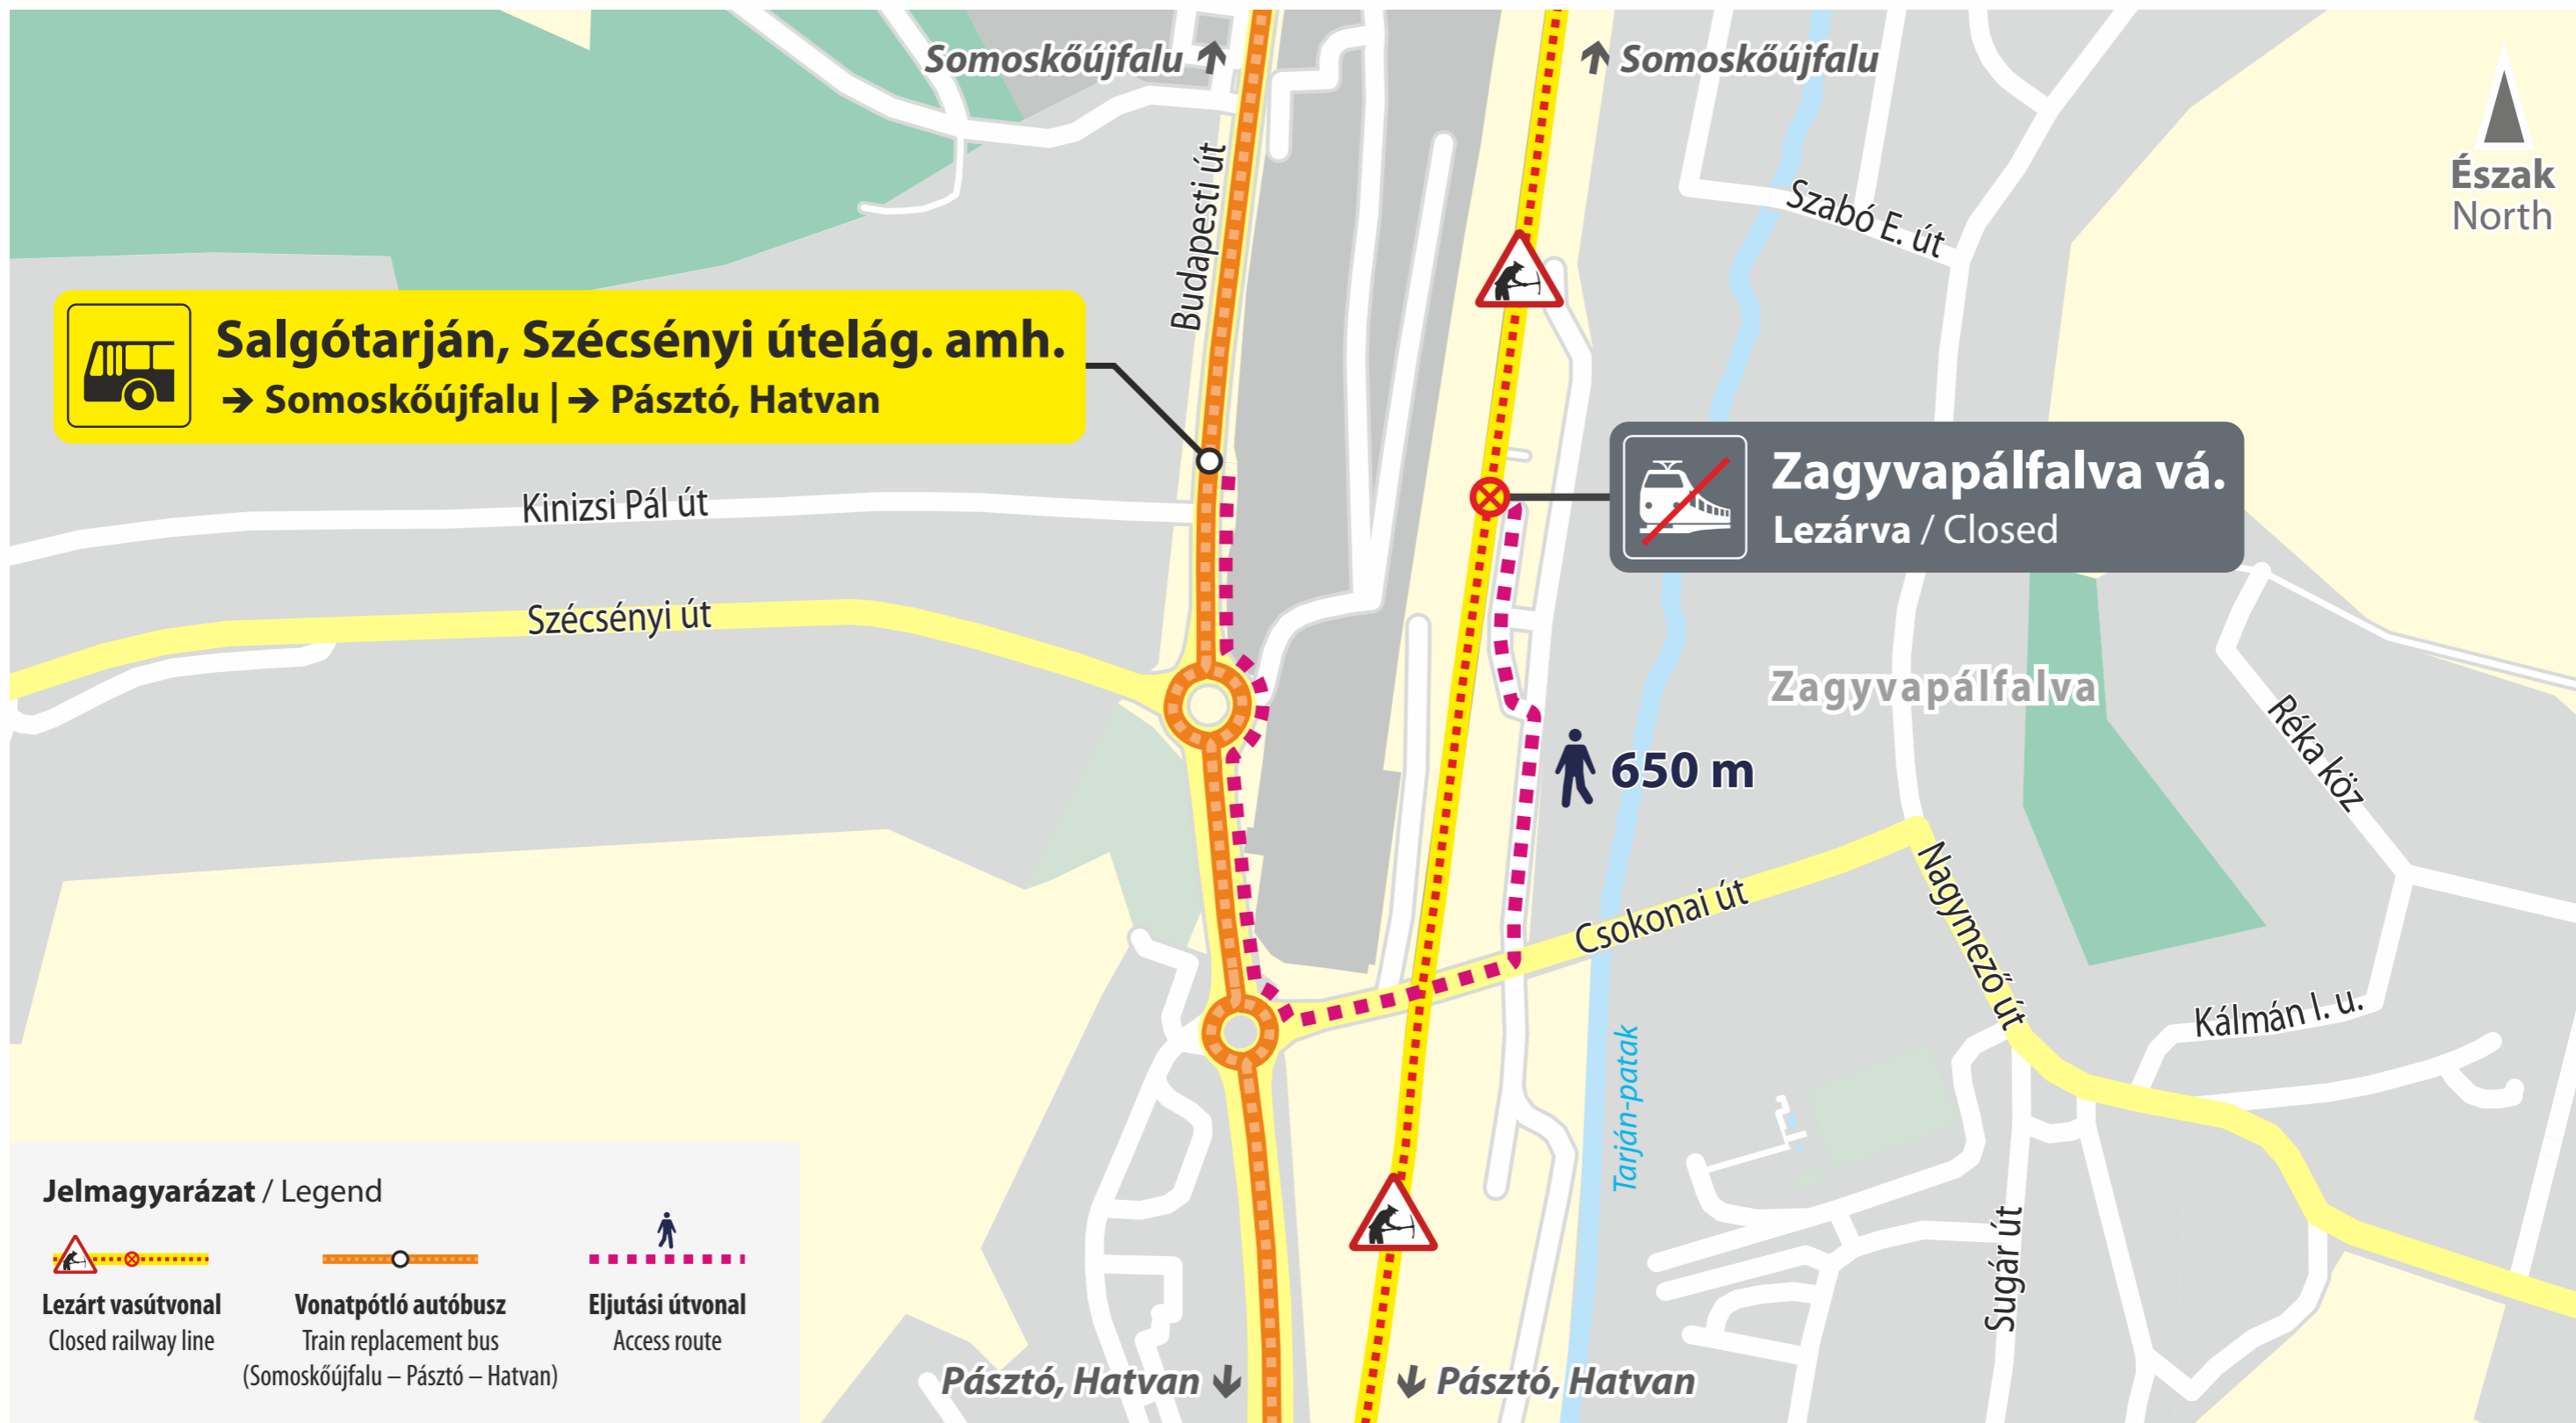 Somoskőújfalu ↑
↑ Somoskőújfalu
Észak
North
Budapesti út
Szabó E. út
Salgótarján, Szécsényi útelág. amh.
→ Somoskőújfalu | → Pásztó, Hatvan
Zagyvapálfalva vá.
Lezárva / Closed
Kinizsi Pál út
Szécsényi út
Zagyvapálfalva
Réka köz
650 m
Csokonai út
Nagymező út
Kálmán I. u.
Tarján-patak
Sugár út
Jelmagyarázat / Legend
Lezárt vasútvonal
Closed railway line
Vonatpótló autóbusz
Train replacement bus
(Somoskőújfalu – Pásztó – Hatvan)
Eljutási útvonal
Access route
Pásztó, Hatvan ↓
↓ Pásztó, Hatvan